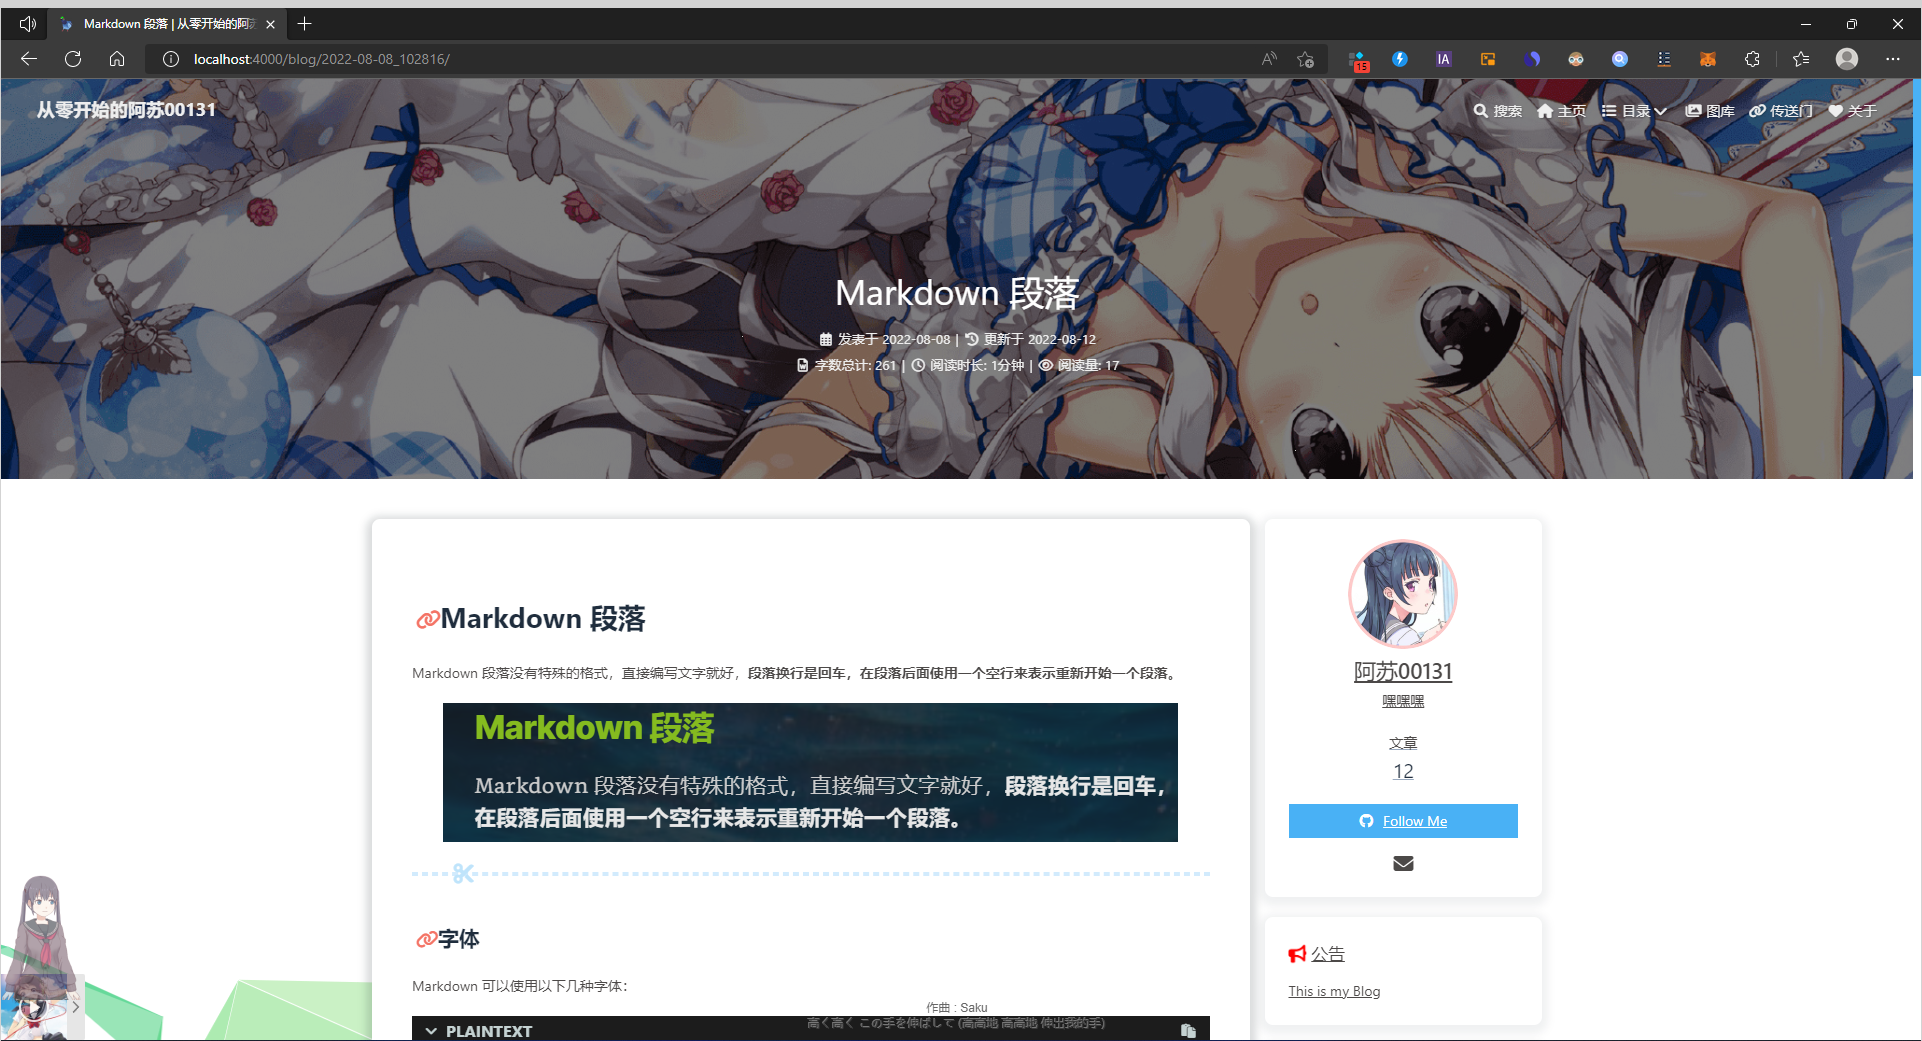 Markdown 段落 | 从零开始的阿苏
localhost:4000/blog/2022-08-08_102816/
15
IA
从零开始的阿苏00131
搜索 主页 目录 图库 传送门 关于
Markdown 段落
发表于 2022-08-08 | 更新于 2022-08-12
字数总计: 261 | 阅读时长: 1分钟 | 阅读量: 17
Markdown 段落
Markdown 段落没有特殊的格式，直接编写文字就好，段落换行是回车，在段落后面使用一个空行来表示重新开始一个段落。
Markdown 段落
Markdown 段落没有特殊的格式，直接编写文字就好，段落换行是回车，
在段落后面使用一个空行来表示重新开始一个段落。
字体
Markdown 可以使用以下几种字体：
作曲 : Saku
高く高く この手を伸ばして (高高地 高高地 伸出我的手)
PLAINTEXT
阿苏00131
嘿嘿嘿
文章
12
Follow Me
公告
This is my Blog